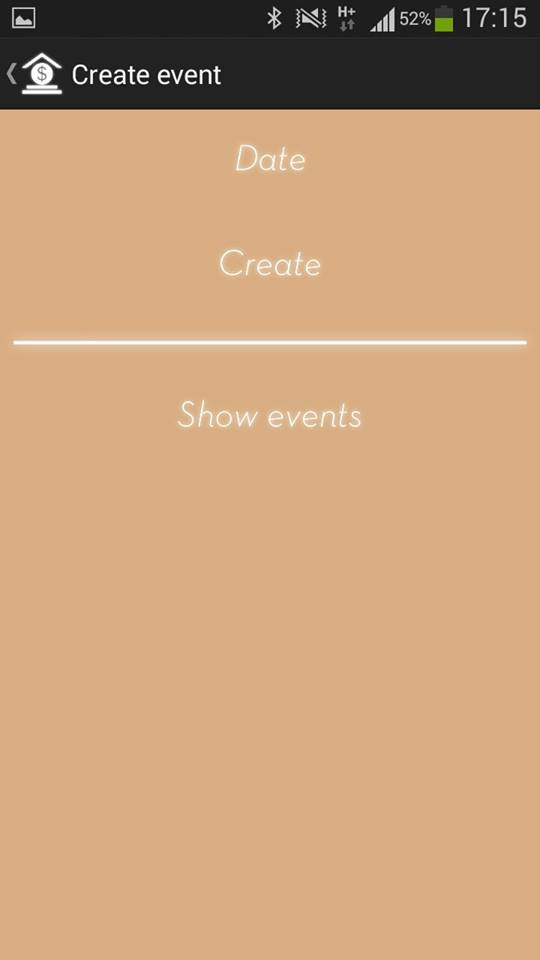 H+ 52% 17:15
$ Create event
Date
Create
Show events